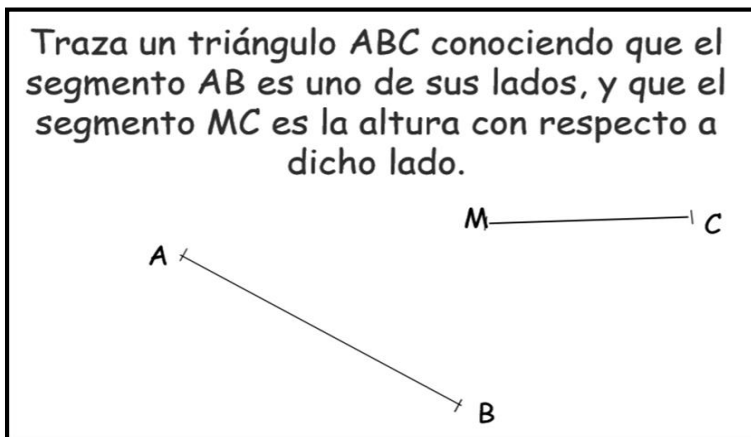 Traza un triángulo ABC conociendo que el
segmento AB es uno de sus lados, y que el
segmento MC es la altura con respecto a
dicho lado.
M
C
A
B